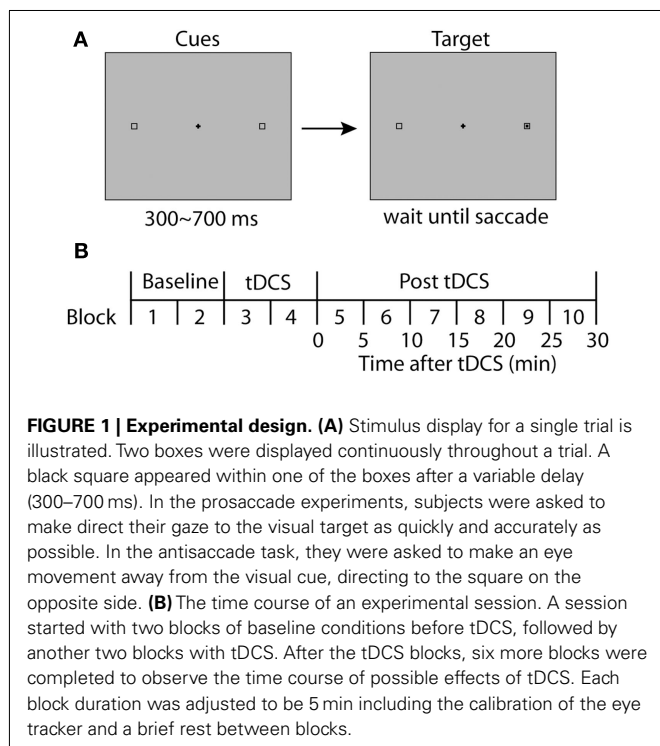 A
Cues Target
300~700 ms wait until saccade
B
Baseline tDCS Post tDCS
Block 1 2 3 4 5 6 7 8 9 10
0 5 10 15 20 25 30
Time after tDCS (min)
FIGURE 1 | Experimental design. (A) Stimulus display for a single trial is
illustrated. Two boxes were displayed continuously throughout a trial. A
black square appeared within one of the boxes after a variable delay
(300–700 ms). In the prosaccade experiments, subjects were asked to
make direct their gaze to the visual target as quickly and accurately as
possible. In the antisaccade task, they were asked to make an eye
movement away from the visual cue, directing to the square on the
opposite side. (B) The time course of an experimental session. A session
started with two blocks of baseline conditions before tDCS, followed by
another two blocks with tDCS. After the tDCS blocks, six more blocks were
completed to observe the time course of possible effects of tDCS. Each
block duration was adjusted to be 5 min including the calibration of the eye
tracker and a brief rest between blocks.